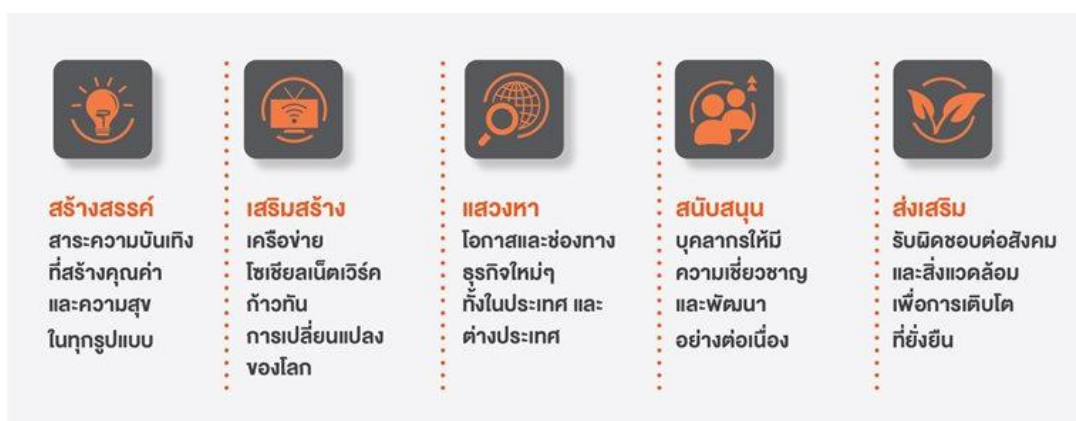 สร้างสรรค์
สาระความบันเทิง
ที่สร้างคุณค่า
และความสุข
ในทุกรูปแบบ
เสริมสร้าง
เครือข่าย
โซเชียลเน็ตเวิร์ค
ก้าวทัน
การเปลี่ยนแปลง
ของโลก
แสวงหา
โอกาสและช่องทาง
ธุรกิจใหม่ๆ
ทั้งในประเทศ และ
ต่างประเทศ
สนับสนุน
บุคลากรให้มี
ความเชี่ยวชาญ
และพัฒนา
อย่างต่อเนื่อง
ส่งเสริม
รับผิดชอบต่อสังคม
และสิ่งแวดล้อม
เพื่อการเติบโต
ที่ยั่งยืน